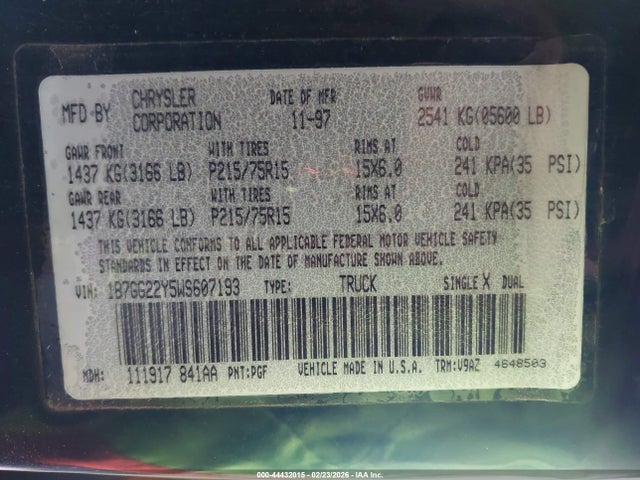 MFD BY CHRYSLER CORPORATION DATE OF MFR 11-97 GVWR 2541 KG(05600 LB)
GAWR FRONT WITH TIRES RIMS AT COLD
1437 KG(3166 LB) P215/75R15 15X6.0 241 KPA(35 PSI)
GAWR REAR WITH TIRES RIMS AT COLD
1437 KG(3166 LB) P215/75R15 15X6.0 241 KPA(35 PSI)
THIS VEHICLE CONFORMS TO ALL APPLICABLE FEDERAL MOTOR VEHICLE SAFETY
STANDARDS IN EFFECT ON THE DATE OF MANUFACTURE SHOWN ABOVE.
VIN: 1B7GG22Y5WS607193 TYPE: TRUCK SINGLE X DUAL
MDH: 111917 841AA PNT:PGF VEHICLE MADE IN U.S.A. TRM:V9AZ 4648503
000-44432015 - 02/23/2026 - IAA Inc.